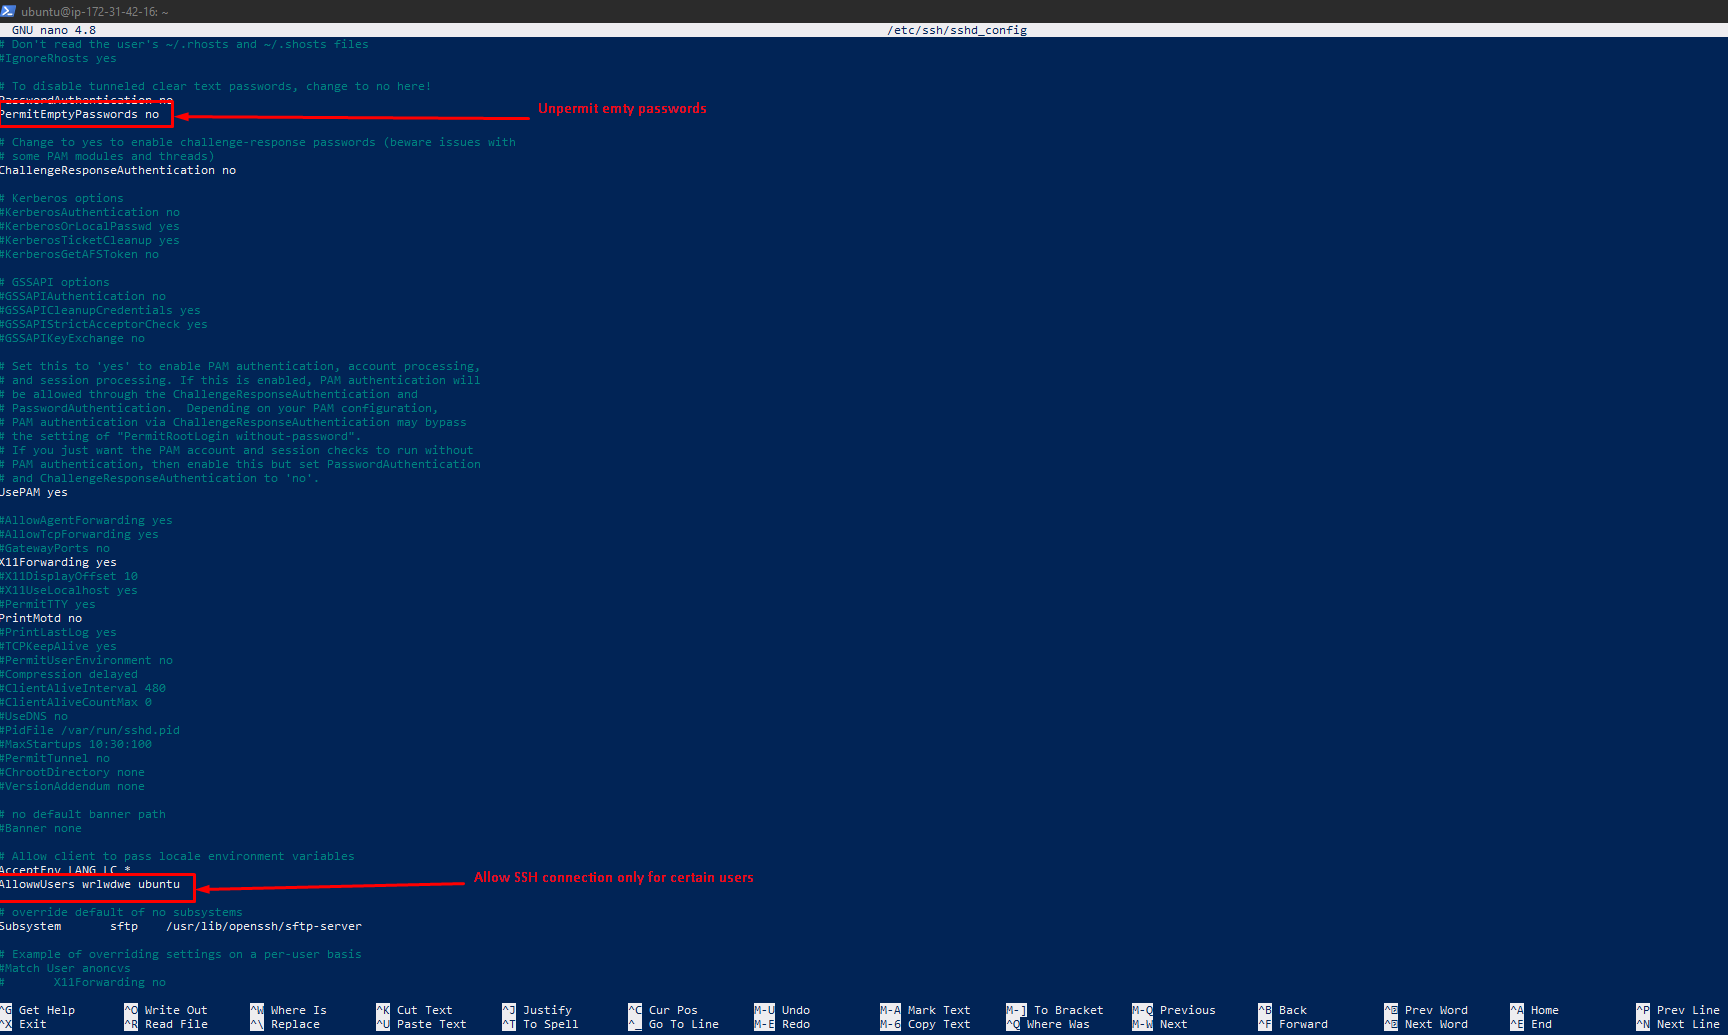 ubuntu@ip-172-31-42-16: ~
GNU nano 4.8 /etc/ssh/sshd_config
# Don't read the user's ~/.rhosts and ~/.shosts files
#IgnoreRhosts yes
# To disable tunneled clear text passwords, change to no here!
PasswordAuthentication no
PermitEmptyPasswords no
Unpermit emty passwords
# Change to yes to enable challenge-response passwords (beware issues with
# some PAM modules and threads)
ChallengeResponseAuthentication no
# Kerberos options
#KerberosAuthentication no
#KerberosOrLocalPasswd yes
#KerberosTicketCleanup yes
#KerberosGetAFSToken no
# GSSAPI options
#GSSAPIAuthentication no
#GSSAPICleanupCredentials yes
#GSSAPIStrictAcceptorCheck yes
#GSSAPIKeyExchange no
# Set this to 'yes' to enable PAM authentication, account processing,
# and session processing. If this is enabled, PAM authentication will
# be allowed through the ChallengeResponseAuthentication and
# PasswordAuthentication.  Depending on your PAM configuration,
# PAM authentication via ChallengeResponseAuthentication may bypass
# the setting of "PermitRootLogin without-password".
# If you just want the PAM account and session checks to run without
# PAM authentication, then enable this but set PasswordAuthentication
# and ChallengeResponseAuthentication to 'no'.
UsePAM yes
#AllowAgentForwarding yes
#AllowTcpForwarding yes
#GatewayPorts no
X11Forwarding yes
#X11DisplayOffset 10
#X11UseLocalhost yes
#PermitTTY yes
PrintMotd no
#PrintLastLog yes
#TCPKeepAlive yes
#PermitUserEnvironment no
#Compression delayed
#ClientAliveInterval 480
#ClientAliveCountMax 0
#UseDNS no
#PidFile /var/run/sshd.pid
#MaxStartups 10:30:100
#PermitTunnel no
#ChrootDirectory none
#VersionAddendum none
# no default banner path
#Banner none
# Allow client to pass locale environment variables
AcceptEnv LANG LC_*
AllowwUsers wrlwdwe ubuntu
Allow SSH connection only for certain users
# override default of no subsystems
Subsystem       sftp    /usr/lib/openssh/sftp-server
# Example of overriding settings on a per-user basis
#Match User anoncvs
#       X11Forwarding no
^G Get Help ^O Write Out ^W Where Is ^K Cut Text ^J Justify ^C Cur Pos M-U Undo M-A Mark Text M-] To Bracket M-Q Previous ^B Back Prev Word ^A Home ^P Prev Line
^X Exit ^R Read File ^\ Replace ^U Paste Text ^T To Spell ^_ Go To Line M-E Redo M-6 Copy Text ^Q Where Was M-W Next ^F Forward Next Word ^E End ^N Next Line